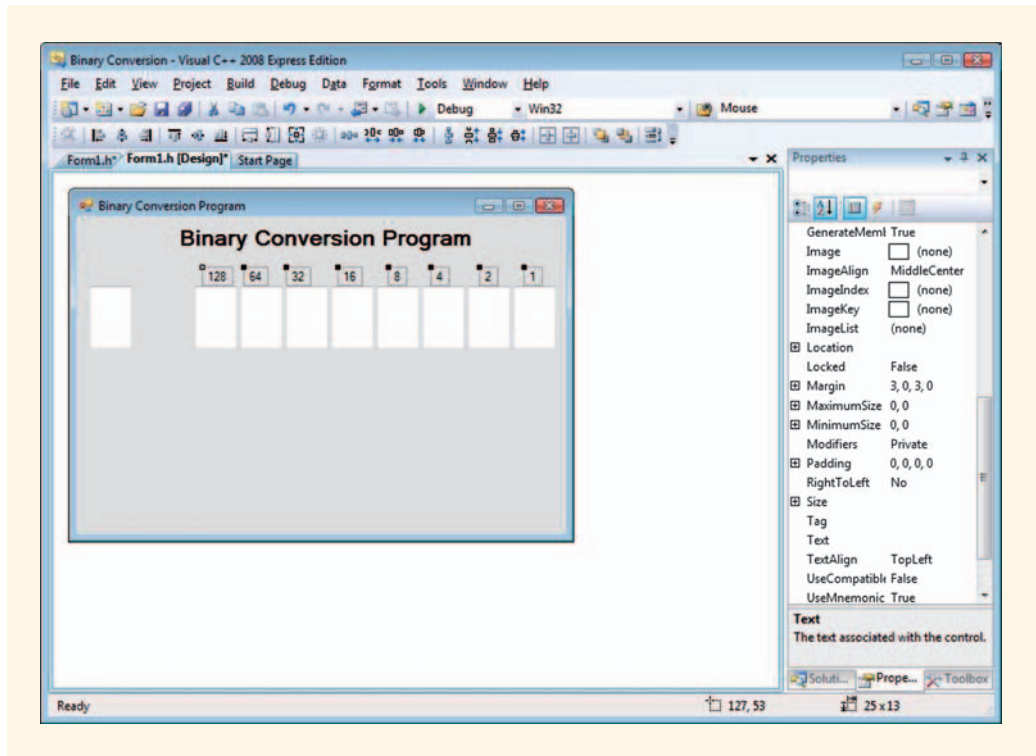 Binary Conversion - Visual C++ 2008 Express Edition
File Edit View Project Build Debug Data Format Tools Window Help
Debug Win32 Mouse
Form1.h* Form1.h [Design]* Start Page
Properties
Binary Conversion Program
Binary Conversion Program
128 64 32 16 8 4 2 1
GenerateMeml True
Image (none)
ImageAlign MiddleCenter
ImageIndex (none)
ImageKey (none)
ImageList (none)
Location
Locked False
Margin 3, 0, 3, 0
MaximumSize 0, 0
MinimumSize 0, 0
Modifiers Private
Padding 0, 0, 0, 0
RightToLeft No
Size
Tag
Text
TextAlign TopLeft
UseCompatibl False
UseMnemonic True
Text
The text associated with the control.
Soluti... Prope... Toolbox
Ready 127, 53 25 x 13